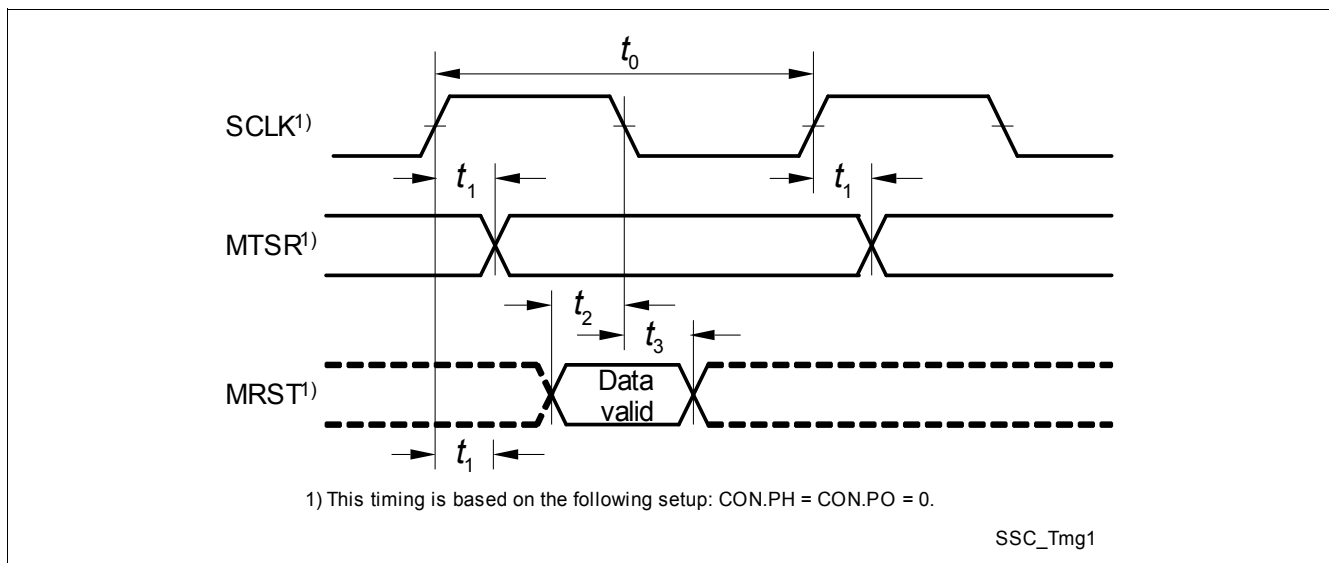 t₀
SCLK¹⁾
t₁ t₁
MTSR¹⁾
t₂
t₃
MRST¹⁾
Data
valid
t₁
1) This timing is based on the following setup: CON.PH = CON.PO = 0.
SSC_Tmg1